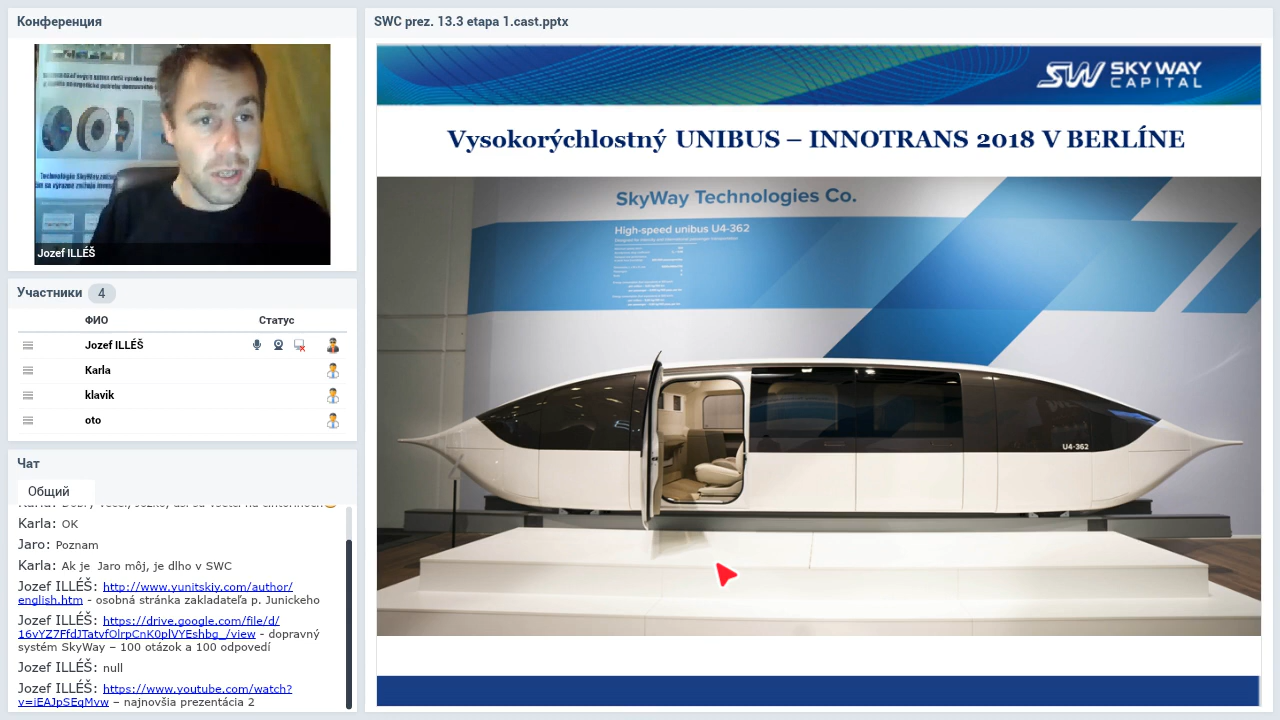 Конференция
Jozef ILLÉŠ
Участники 4
ФИО Статус
Jozef ILLÉŠ
Karla
klavik
oto
Чат
Общий
Karla: OK
Jaro: Poznam
Karla: Ak je Jaro môj, je dlho v SWC
Jozef ILLÉŠ: http://www.yunitskiy.com/author/
english.htm – osobná stránka zakladateľa p. Junického
Jozef ILLÉŠ: https://drive.google.com/file/d/
16vYZ7FfdJTatvfOlrpCnK0plVYEshbg_/view - dopravný
systém SkyWay – 100 otázok a 100 odpovedí
Jozef ILLÉŠ: null
Jozef ILLÉŠ: https://www.youtube.com/watch?
v=iEAJpSEqMvw – najnovšia prezentácia 2
SWC prez. 13.3 etapa 1.cast.pptx
SW SKY WAY
CAPITAL
Vysokorýchlostný UNIBUS – INNOTRANS 2018 V BERLÍNE
SkyWay Technologies Co.
High-speed unibus U4-362
U4-362